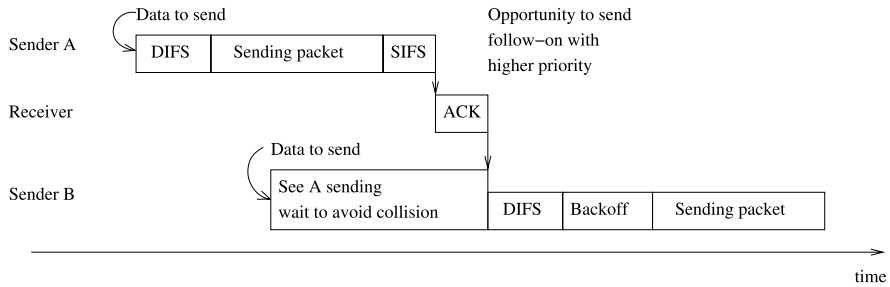 Data to send
Opportunity to send
follow−on with
higher priority
Sender A
DIFS
Sending packet
SIFS
Receiver
ACK
Data to send
Sender B
See A sending
wait to avoid collision
DIFS
Backoff
Sending packet
time